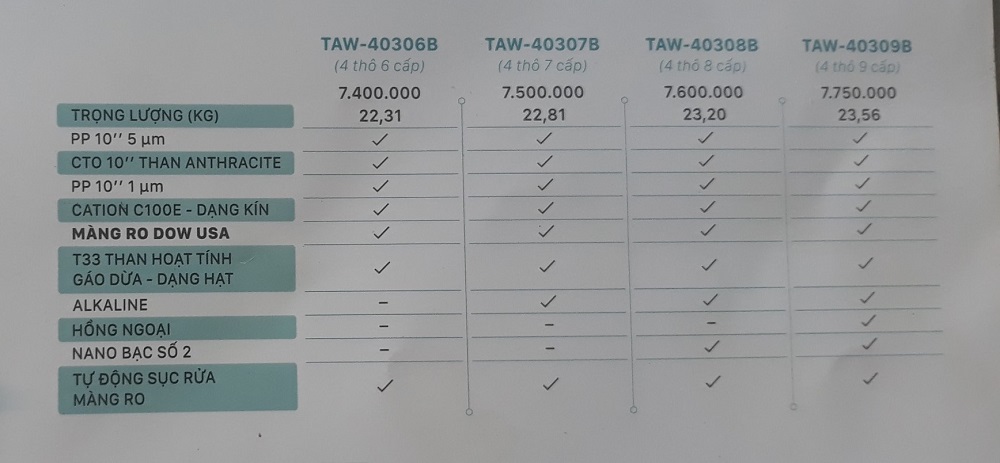 TAW-40306B TAW-40307B TAW-40308B TAW-40309B
(4 thô 6 cấp) (4 thô 7 cấp) (4 thô 8 cấp) (4 thô 9 cấp)
7.400.000 7.500.000 7.600.000 7.750.000
TRỌNG LƯỢNG (KG) 22,31 22,81 23,20 23,56
PP 10'' 5 µm ✓ ✓ ✓ ✓
CTO 10'' THAN ANTHRACITE ✓ ✓ ✓ ✓
PP 10'' 1 µm ✓ ✓ ✓ ✓
CATION C100E - DẠNG KÍN ✓ ✓ ✓ ✓
MÀNG RO DOW USA ✓ ✓ ✓ ✓
T33 THAN HOẠT TÍNH
GÁO DỪA - DẠNG HẠT ✓ ✓ ✓ ✓
ALKALINE – ✓ ✓ ✓
HỒNG NGOẠI – – – ✓
NANO BẠC SỐ 2 – – ✓ ✓
TỰ ĐỘNG SỤC RỬA
MÀNG RO ✓ ✓ ✓ ✓